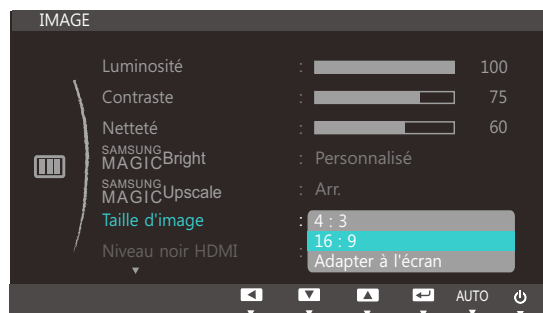 IMAGE
Luminosité : 100
Contraste : 75
Netteté : 60
SAMSUNG MAGICBright : Personnalisé
SAMSUNG MAGICUpscale : Arr.
Taille d'image : 4 : 3
16 : 9
Niveau noir HDMI :
Adapter à l'écran
AUTO